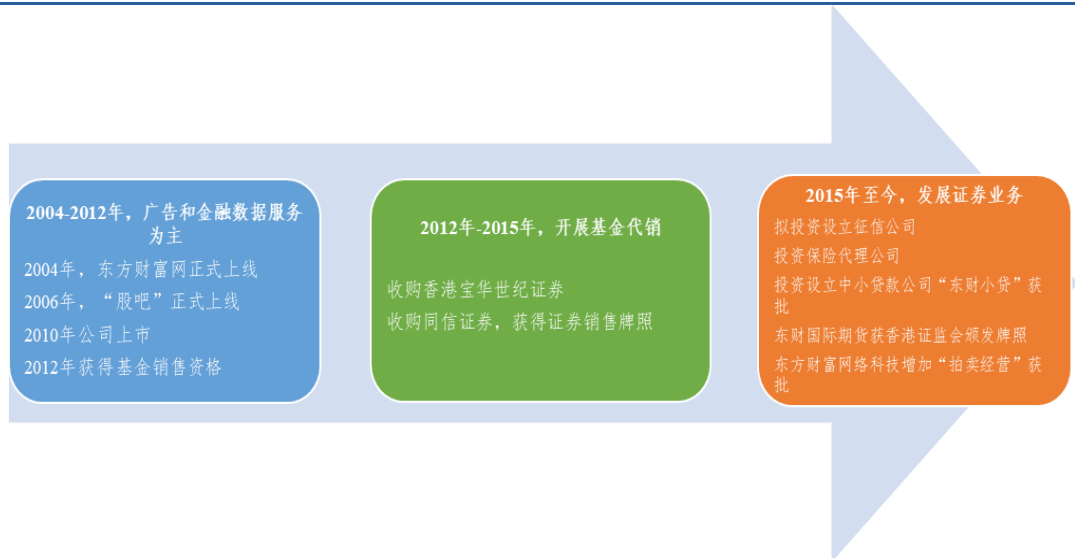 2004-2012年，广告和金融数据服务
为主
2004年，东方财富网正式上线
2006年，“股吧”正式上线
2010年公司上市
2012年获得基金销售资格
2012年-2015年，开展基金代销
收购香港宝华世纪证券
收购同信证券，获得证券销售牌照
2015年至今，发展证券业务
拟投资设立征信公司
投资保险代理公司
投资设立中小贷款公司“东财小贷”获
批
东财国际期货获香港证监会颁发牌照
东方财富网络科技增加“拍卖经营”获
批